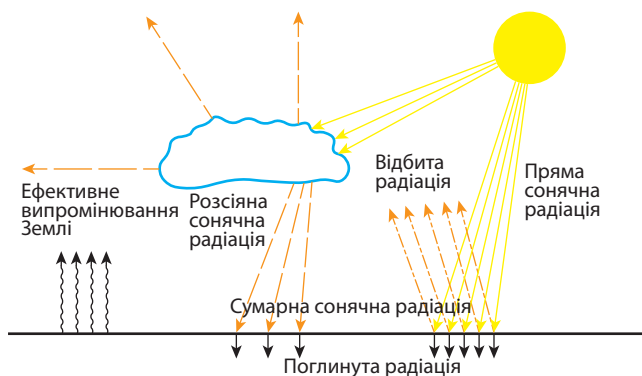 Ефективне
випромінювання
Землі
Розсіяна
сонячна
радіація
Відбита
радіація
Пряма
сонячна
радіація
Сумарна сонячна радіація
Поглинута радіація